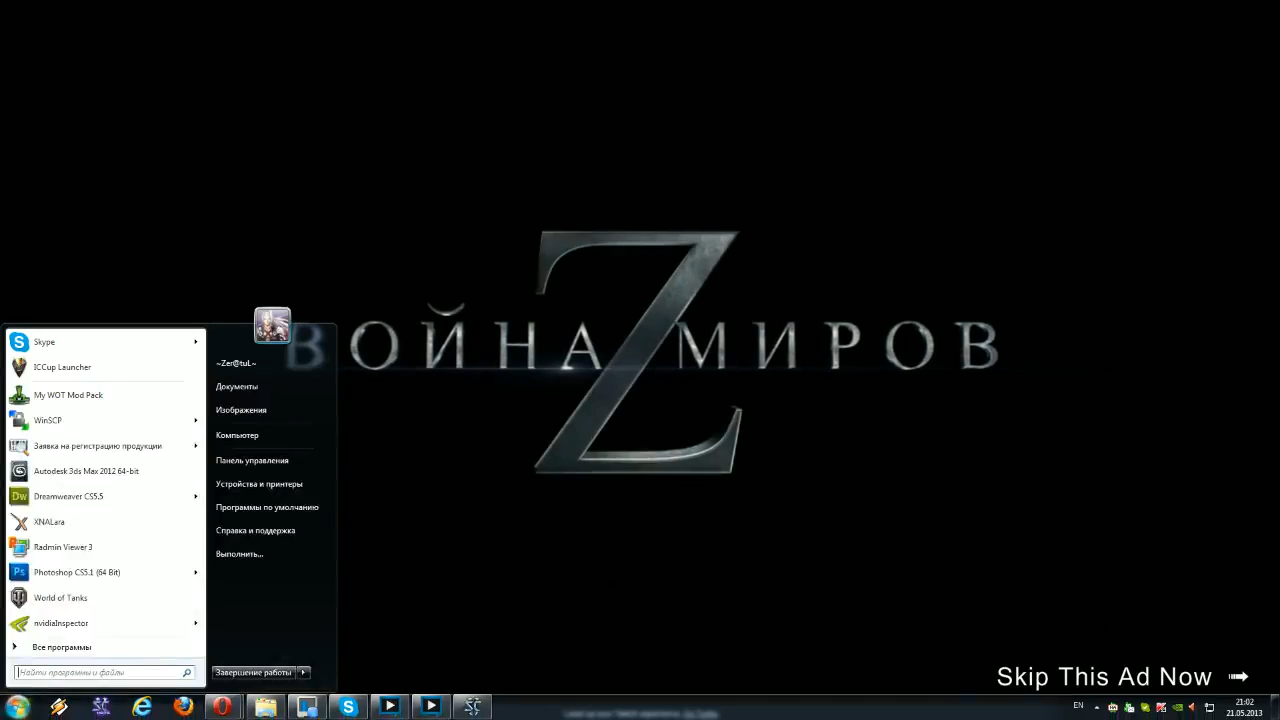 ВОЙНА Z МИРОВ
Skype
ICCup Launcher
My WOT Mod Pack
WinSCP
Заявка на регистрацию продукции
Autodesk 3ds Max 2012 64-bit
Dw
Dreamweaver CS5.5
XNALara
Radmin Viewer 3
Ps
Photoshop CS5.1 (64 Bit)
World of Tanks
nvidiaInspector
Все программы
Найти программы и файлы
~Zer@tuL~
Документы
Изображения
Компьютер
Панель управления
Устройства и принтеры
Программы по умолчанию
Справка и поддержка
Выполнить...
Завершение работы
Skip This Ad Now
EN
21:02
21.05.2013